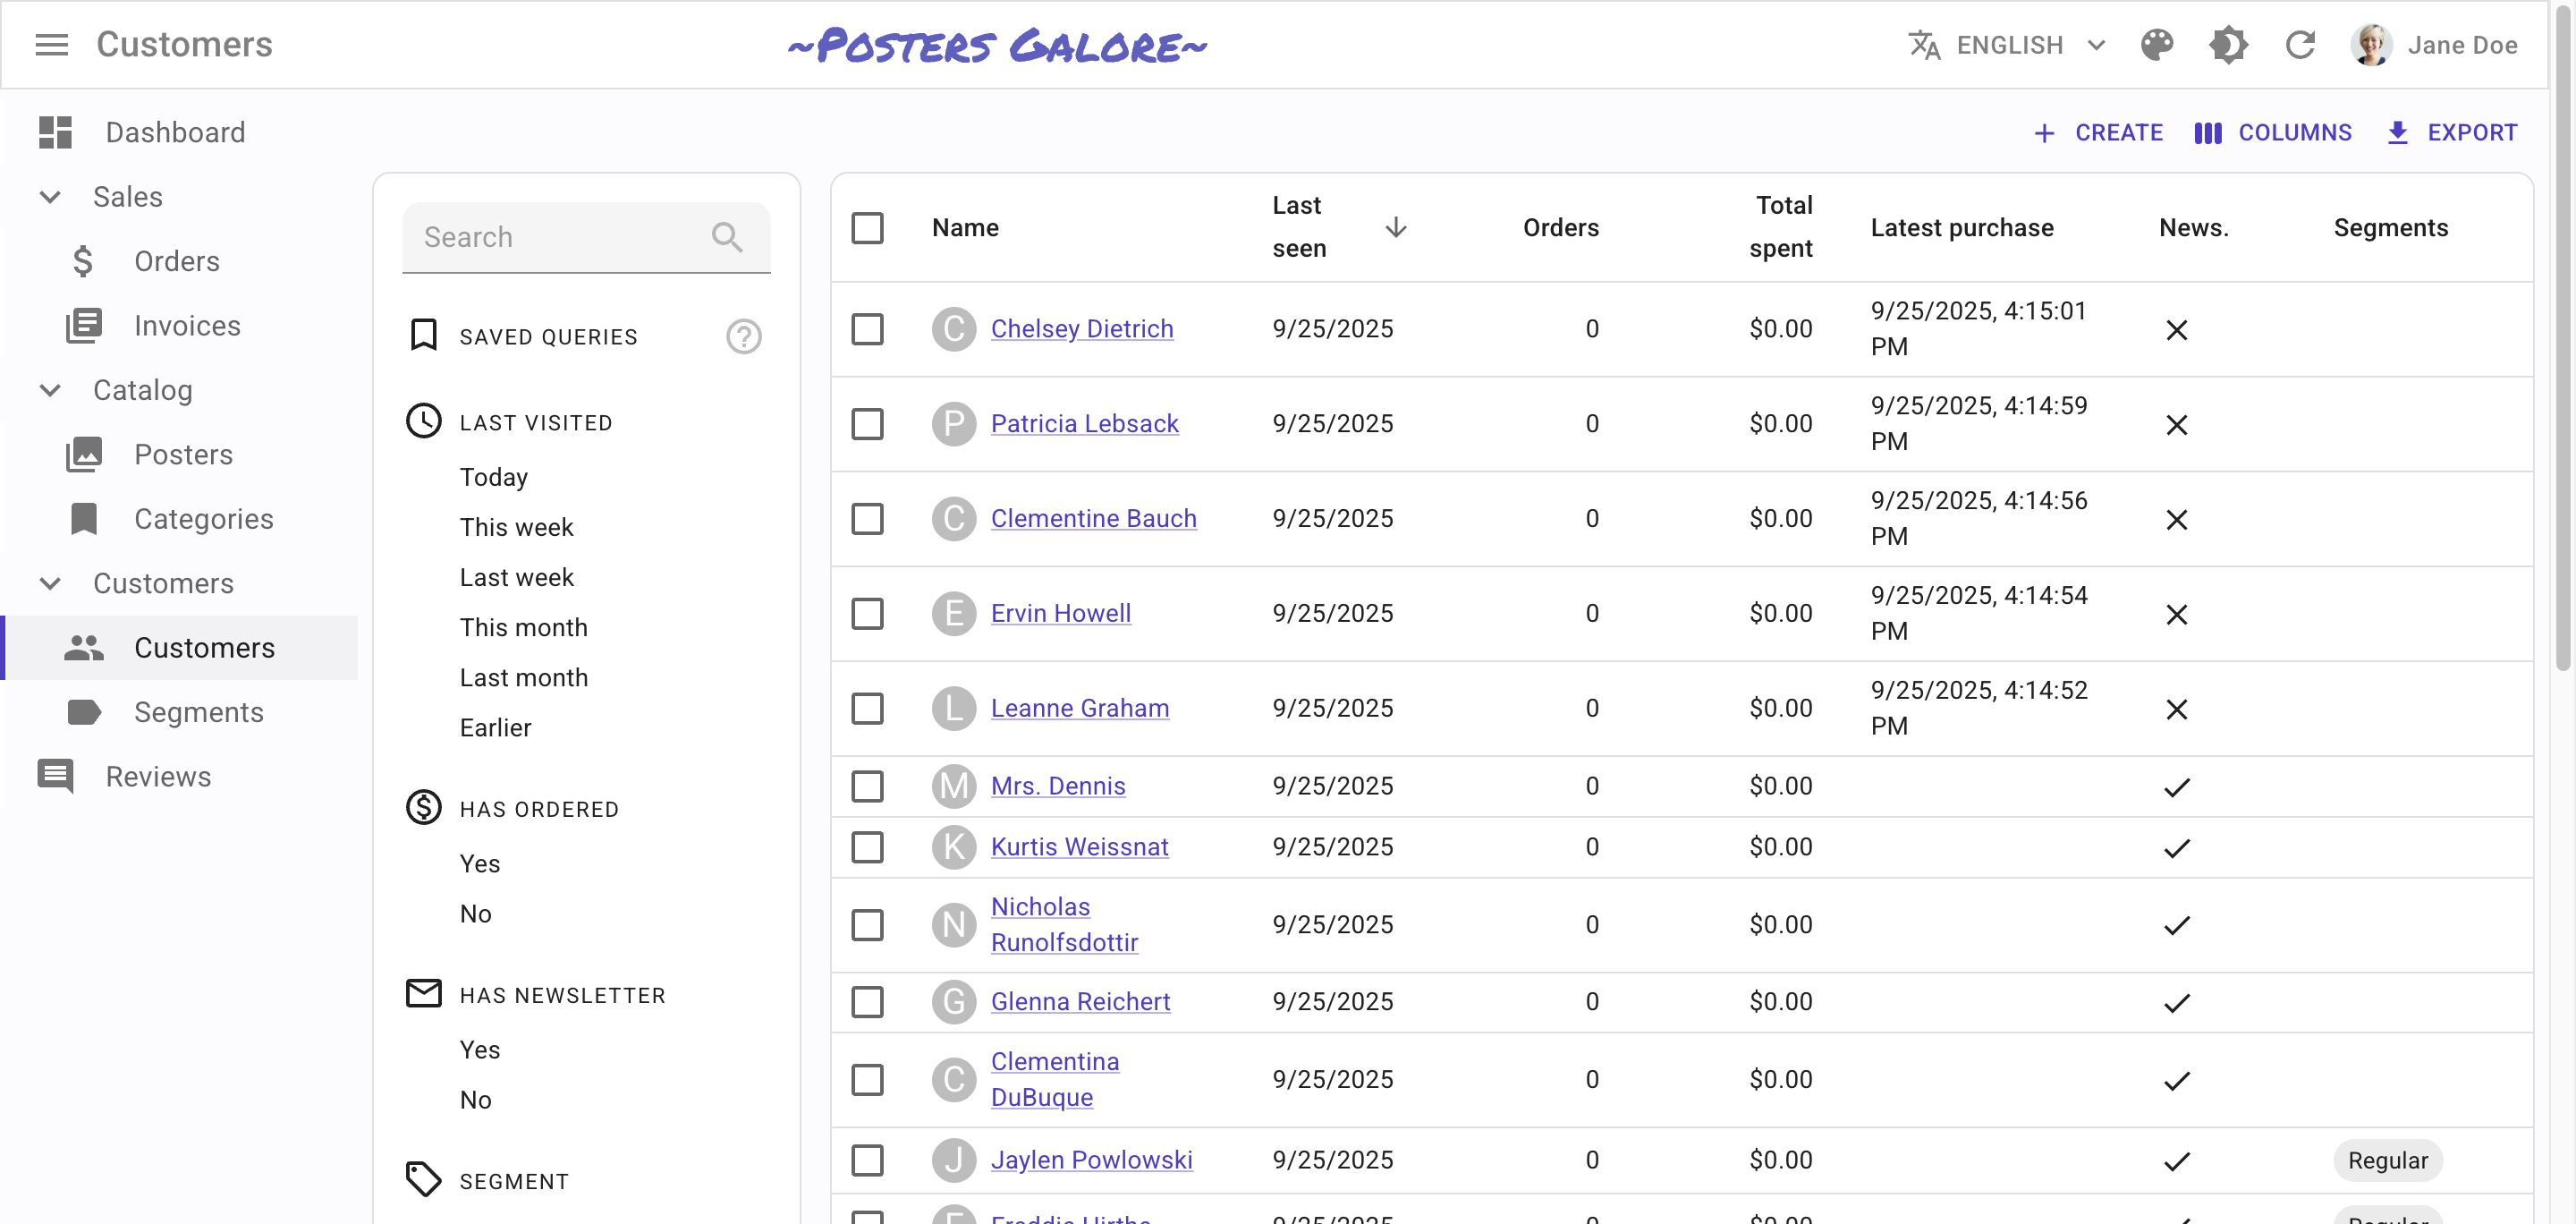 Customers
~Posters Galore~
ENGLISH
Jane Doe
Dashboard
Sales
Orders
Invoices
Catalog
Posters
Categories
Customers
Customers
Segments
Reviews
CREATE
COLUMNS
EXPORT
Search
SAVED QUERIES
?
LAST VISITED
Today
This week
Last week
This month
Last month
Earlier
HAS ORDERED
Yes
No
HAS NEWSLETTER
Yes
No
SEGMENT
Name Last seen Orders Total spent Latest purchase News. Segments
C Chelsey Dietrich 9/25/2025 0 $0.00 9/25/2025, 4:15:01 PM
P Patricia Lebsack 9/25/2025 0 $0.00 9/25/2025, 4:14:59 PM
C Clementine Bauch 9/25/2025 0 $0.00 9/25/2025, 4:14:56 PM
E Ervin Howell 9/25/2025 0 $0.00 9/25/2025, 4:14:54 PM
L Leanne Graham 9/25/2025 0 $0.00 9/25/2025, 4:14:52 PM
M Mrs. Dennis 9/25/2025 0 $0.00
K Kurtis Weissnat 9/25/2025 0 $0.00
N Nicholas Runolfsdottir 9/25/2025 0 $0.00
G Glenna Reichert 9/25/2025 0 $0.00
C Clementina DuBuque 9/25/2025 0 $0.00
J Jaylen Powlowski 9/25/2025 0 $0.00 Regular